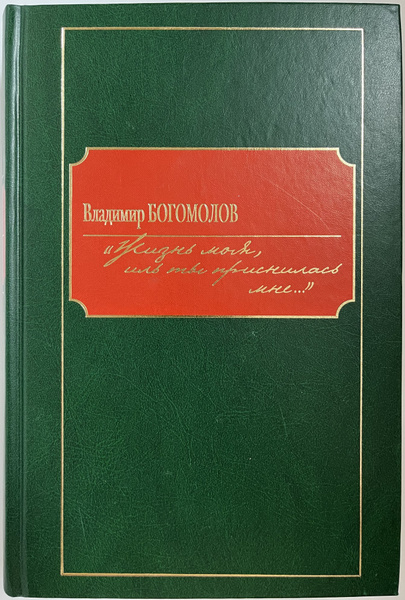 Владимир БОГОМОЛОВ
„Жизнь моя,
иль ты приснилась
мне...”